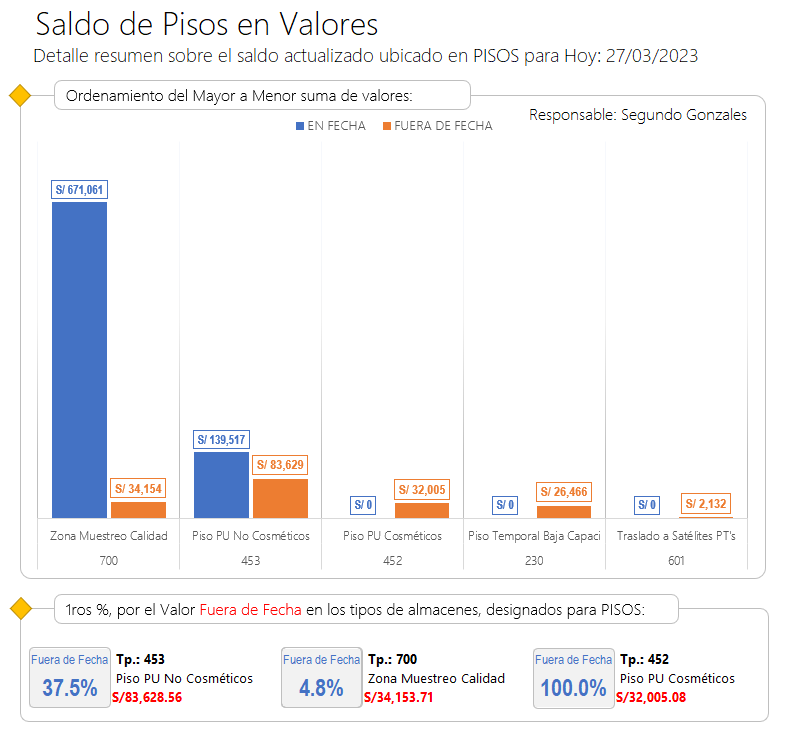 Saldo de Pisos en Valores
Detalle resumen sobre el saldo actualizado ubicado en PISOS para Hoy: 27/03/2023
Ordenamiento del Mayor a Menor suma de valores:
Responsable: Segundo Gonzales
EN FECHA FUERA DE FECHA
S/ 671,061
S/ 34,154
S/ 139,517
S/ 83,629
S/ 0
S/ 32,005
S/ 0
S/ 26,466
S/ 0
S/ 2,132
Zona Muestreo Calidad Piso PU No Cosméticos Piso PU Cosméticos Piso Temporal Baja Capaci Traslado a Satélites PT's
700 453 452 230 601
1ros %, por el Valor Fuera de Fecha en los tipos de almacenes, designados para PISOS:
Fuera de Fecha
37.5%
Tp.: 453
Piso PU No Cosméticos
S/83,628.56
Fuera de Fecha
4.8%
Tp.: 700
Zona Muestreo Calidad
S/34,153.71
Fuera de Fecha
100.0%
Tp.: 452
Piso PU Cosméticos
S/32,005.08